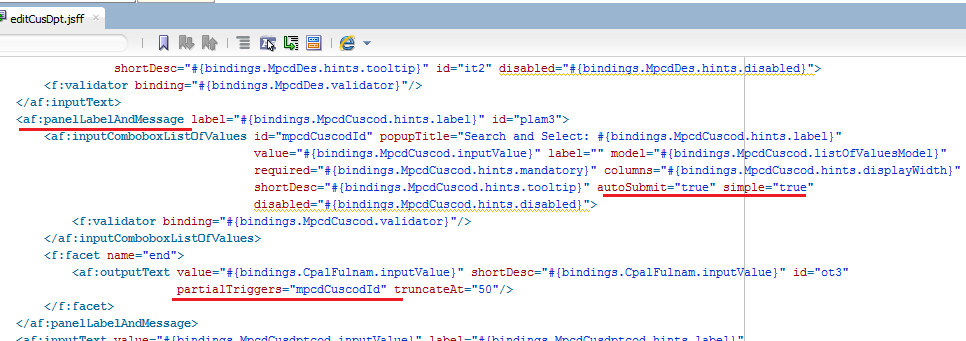 editCusDpt.jsff
shortDesc="#{bindings.MpcdDes.hints.tooltip}" id="it2" disabled="#{bindings.MpcdDes.hints.disabled}">
<f:validator binding="#{bindings.MpcdDes.validator}"/>
</af:inputText>
<af:panelLabelAndMessage label="#{bindings.MpcdCuscod.hints.label}" id="plam3">
<af:inputComboboxListOfValues id="mpcdCuscodId" popupTitle="Search and Select: #{bindings.MpcdCuscod.hints.label}"
value="#{bindings.MpcdCuscod.inputValue}" label="" model="#{bindings.MpcdCuscod.listOfValuesModel}"
required="#{bindings.MpcdCuscod.hints.mandatory}" columns="#{bindings.MpcdCuscod.hints.displayWidth}"
shortDesc="#{bindings.MpcdCuscod.hints.tooltip}" autoSubmit="true" simple="true"
disabled="#{bindings.MpcdCuscod.hints.disabled}">
<f:validator binding="#{bindings.MpcdCuscod.validator}"/>
</af:inputComboboxListOfValues>
<f:facet name="end">
<af:outputText value="#{bindings.CpalFulnam.inputValue}" shortDesc="#{bindings.CpalFulnam.inputValue}" id="ot3"
partialTriggers="mpcdCuscodId" truncateAt="50"/>
</f:facet>
</af:panelLabelAndMessage>
<af:inputText value="#{bindings.MpcdCusdptcod.inputValue}" label="#{bindings.MpcdCusdptcod.hints.label}"